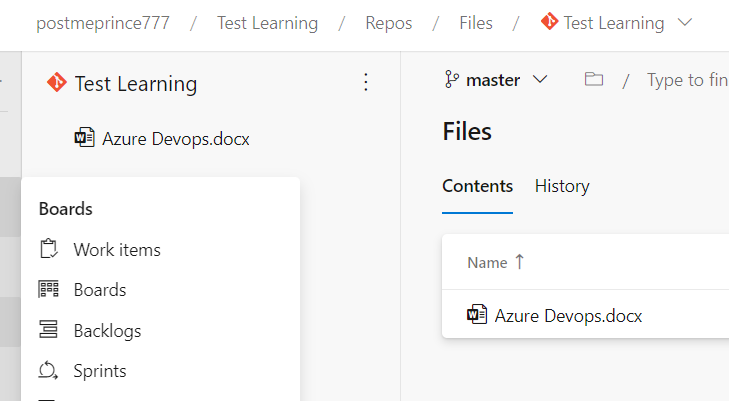 postmeprince777 / Test Learning / Repos / Files / Test Learning
Test Learning
Azure Devops.docx
Boards
Work items
Boards
Backlogs
Sprints
master / Type to fin
Files
Contents History
Name ↑
Azure Devops.docx